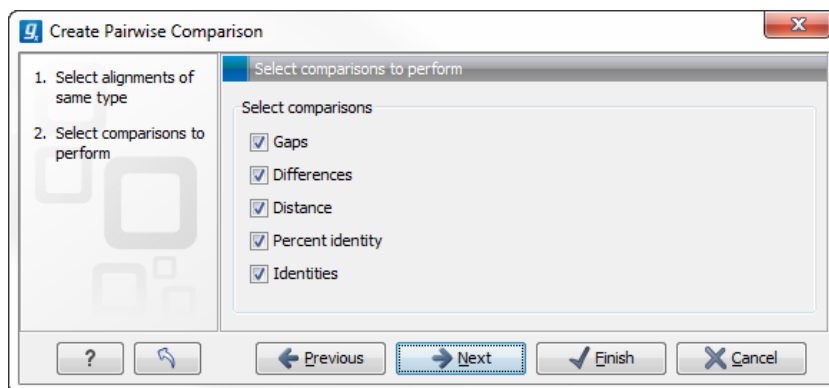 Create Pairwise Comparison
1. Select alignments of
same type
2. Select comparisons to
perform
Select comparisons to perform
Select comparisons
Gaps
Differences
Distance
Percent identity
Identities
?
Previous
Next
Finish
Cancel